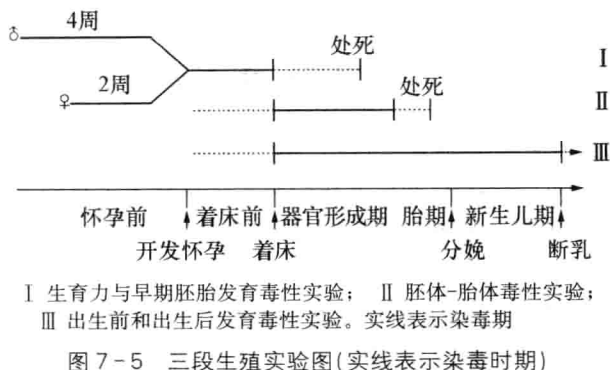 4周
♂
处死
Ⅰ
2周
处死
♀
Ⅱ
Ⅲ
怀孕前 着床前 器官形成期 胎期 新生儿期
开发怀孕 着床 分娩 断乳
Ⅰ 生育力与早期胚胎发育毒性实验； Ⅱ 胚体-胎体毒性实验；
Ⅲ 出生前和出生后发育毒性实验。实线表示染毒期
图7-5 三段生殖实验图(实线表示染毒时期)